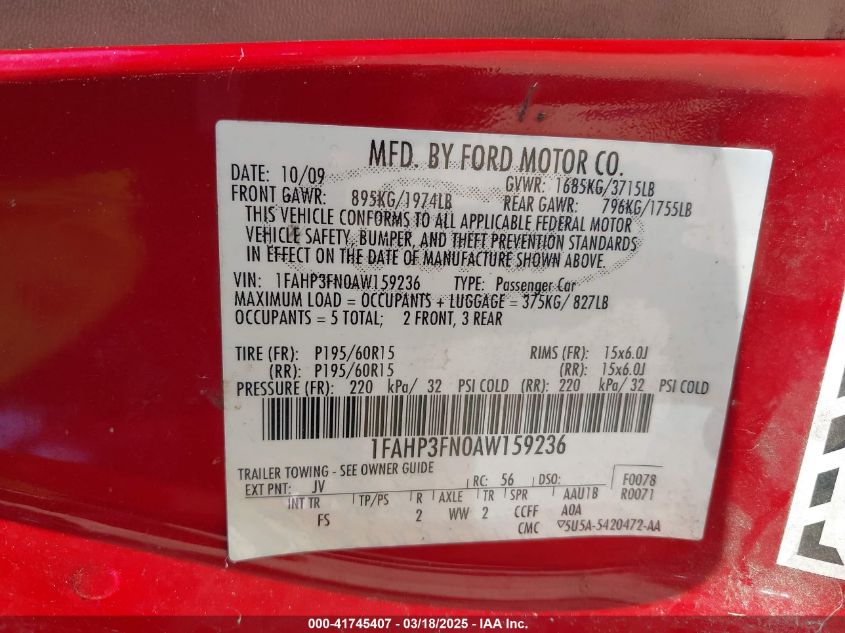 MFD. BY FORD MOTOR CO.
DATE: 10/09 GVWR: 1685KG/3715LB
FRONT GAWR: 895KG/1974LB REAR GAWR: 796KG/1755LB
THIS VEHICLE CONFORMS TO ALL APPLICABLE FEDERAL MOTOR
VEHICLE SAFETY, BUMPER, AND THEFT PREVENTION STANDARDS
IN EFFECT ON THE DATE OF MANUFACTURE SHOWN ABOVE.
VIN: 1FAHP3FN0AW159236 TYPE: Passenger Car
MAXIMUM LOAD = OCCUPANTS + LUGGAGE = 375KG/ 827LB
OCCUPANTS = 5 TOTAL; 2 FRONT, 3 REAR
TIRE (FR): P195/60R15 RIMS (FR): 15x6.0J
(RR): P195/60R15 (RR): 15x6.0J
PRESSURE (FR): 220 kPa/ 32 PSI COLD (RR): 220 kPa/ 32 PSI COLD
1FAHP3FN0AW159236
TRAILER TOWING - SEE OWNER GUIDE
EXT PNT: JV RC: 56 DSO: F0078
INT TR TP/PS R AXLE TR SPR AAU1B R0071
FS 2 WW 2 CCFF A0A
CMC 5U5A-5420472-AA
000-41745407 - 03/18/2025 - IAA Inc.